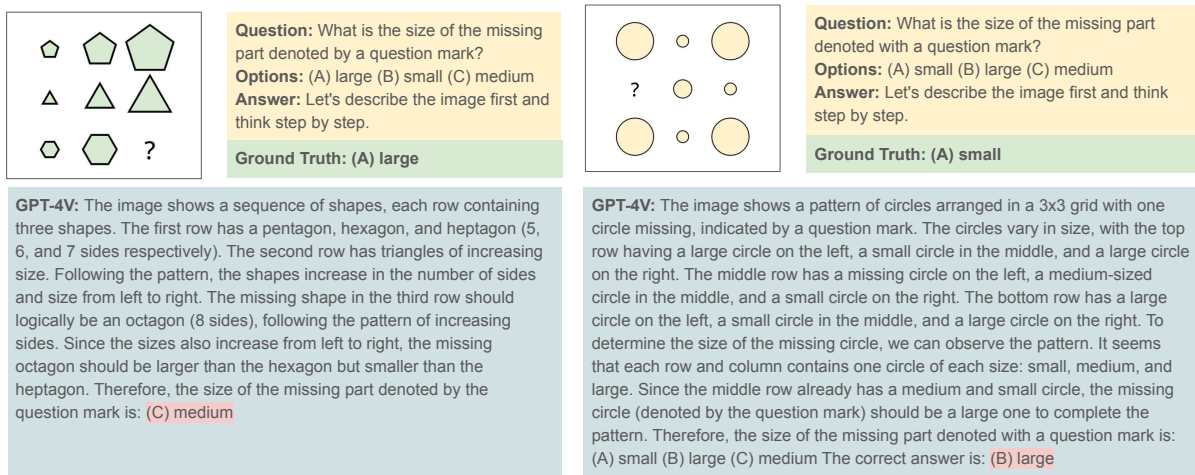 ?
Question: What is the size of the missing
part denoted by a question mark?
Options: (A) large (B) small (C) medium
Answer: Let's describe the image first and
think step by step.
Ground Truth: (A) large
GPT-4V: The image shows a sequence of shapes, each row containing
three shapes. The first row has a pentagon, hexagon, and heptagon (5,
6, and 7 sides respectively). The second row has triangles of increasing
size. Following the pattern, the shapes increase in the number of sides
and size from left to right. The missing shape in the third row should
logically be an octagon (8 sides), following the pattern of increasing
sides. Since the sizes also increase from left to right, the missing
octagon should be larger than the hexagon but smaller than the
heptagon. Therefore, the size of the missing part denoted by the
question mark is: (C) medium
?
Question: What is the size of the missing part
denoted with a question mark?
Options: (A) small (B) large (C) medium
Answer: Let's describe the image first and
think step by step.
Ground Truth: (A) small
GPT-4V: The image shows a pattern of circles arranged in a 3x3 grid with one
circle missing, indicated by a question mark. The circles vary in size, with the top
row having a large circle on the left, a small circle in the middle, and a large circle
on the right. The middle row has a missing circle on the left, a medium-sized
circle in the middle, and a small circle on the right. The bottom row has a large
circle on the left, a small circle in the middle, and a large circle on the right. To
determine the size of the missing circle, we can observe the pattern. It seems
that each row and column contains one circle of each size: small, medium, and
large. Since the middle row already has a medium and small circle, the missing
circle (denoted by the question mark) should be a large one to complete the
pattern. Therefore, the size of the missing part denoted with a question mark is:
(A) small (B) large (C) medium The correct answer is: (B) large